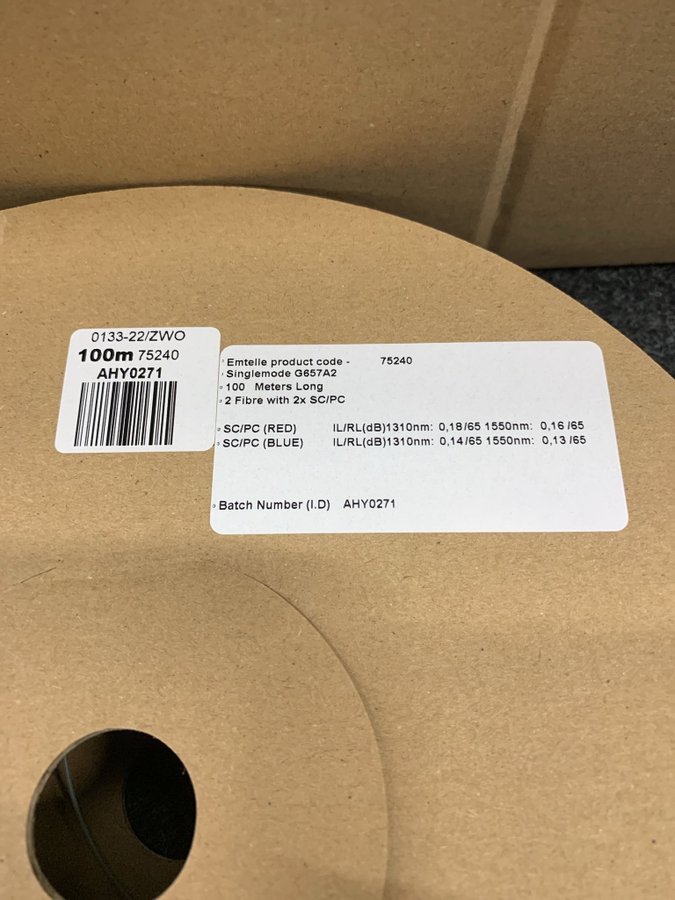 0133-22/ZWO
100m 75240
AHY0271
Emtelle product code - 75240
Singlemode G657A2
100 Meters Long
2 Fibre with 2x SC/PC
SC/PC (RED) IL/RL(dB)1310nm: 0,18/65 1550nm: 0,16/65
SC/PC (BLUE) IL/RL(dB)1310nm: 0,14/65 1550nm: 0,13/65
Batch Number (I.D) AHY0271